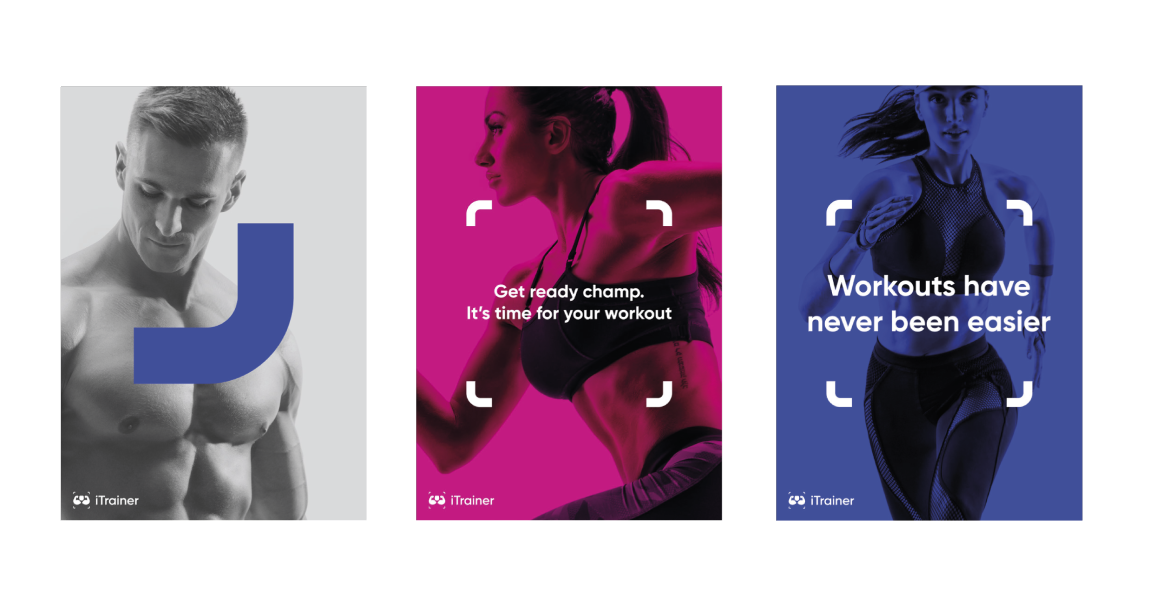 iTrainer
Get ready champ.
It's time for your workout
iTrainer
Workouts have
never been easier
iTrainer